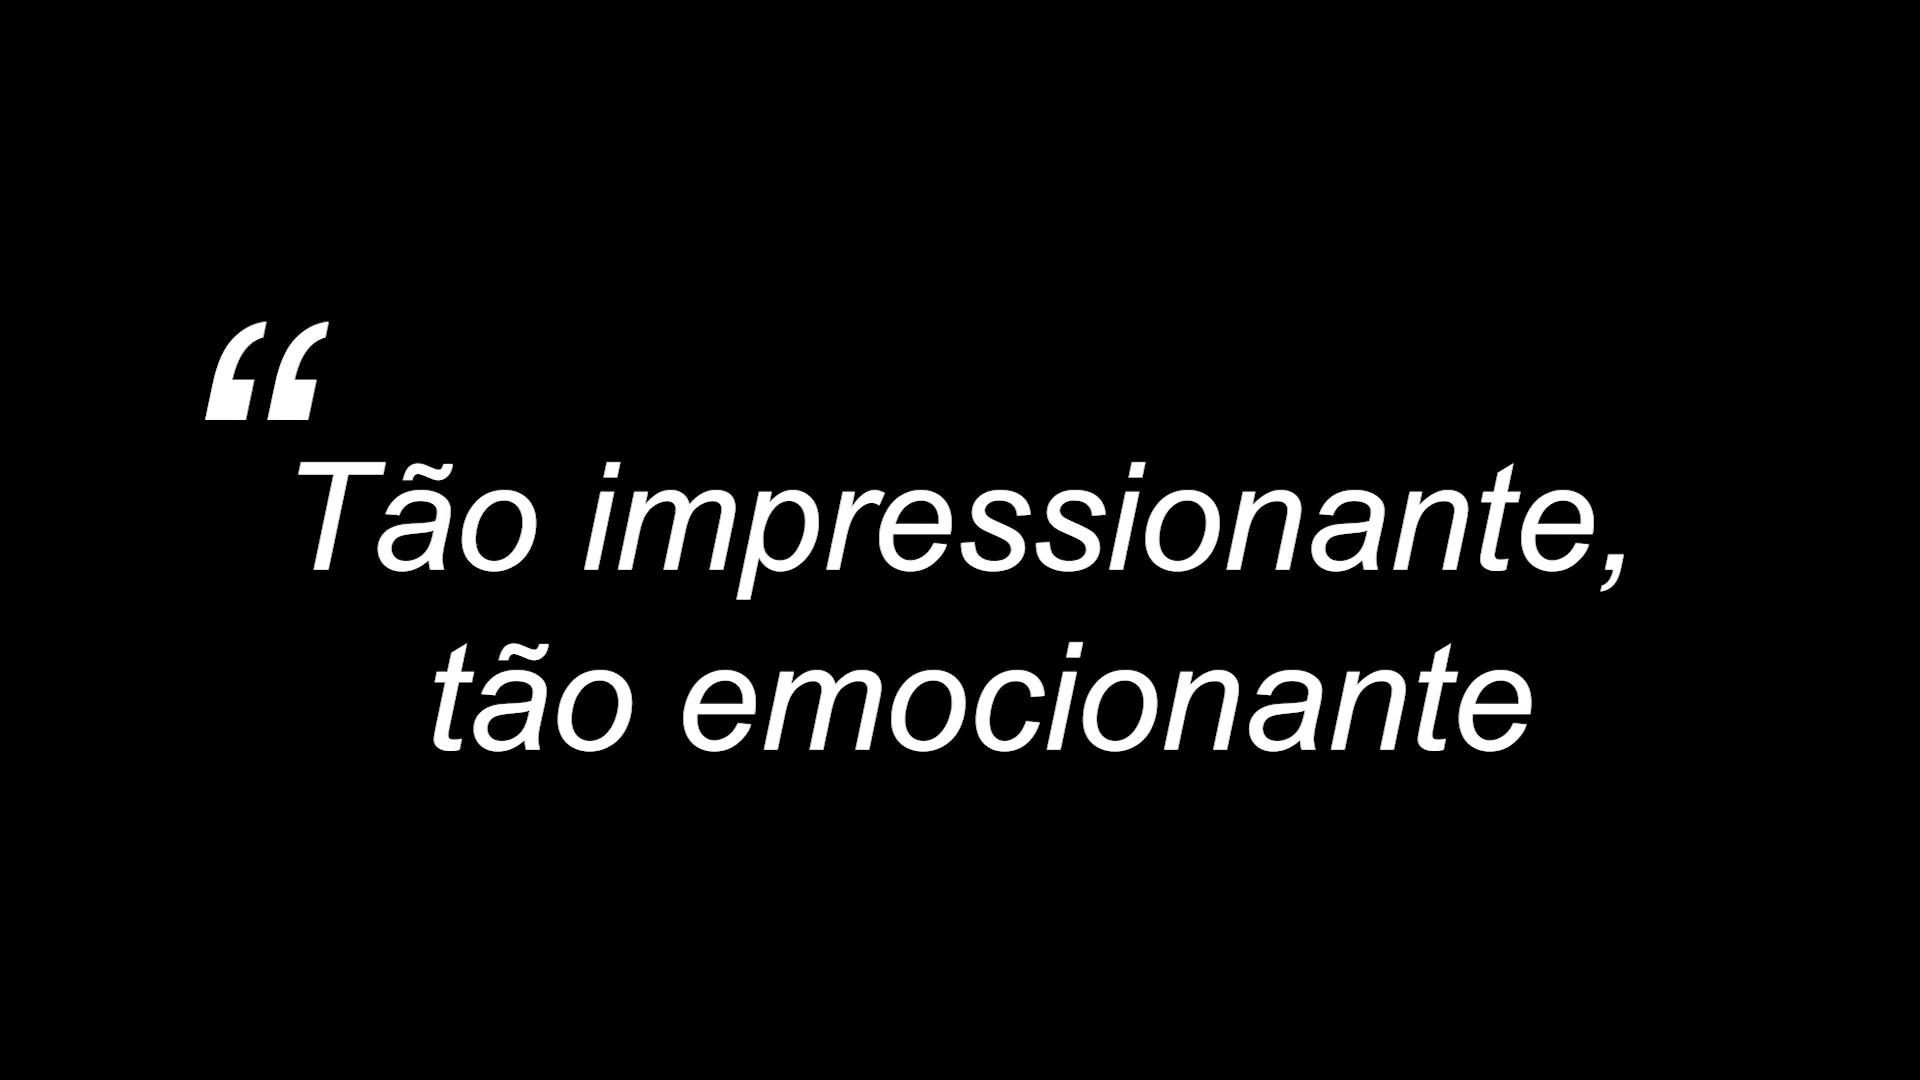 “
Tão impressionante,
tão emocionante